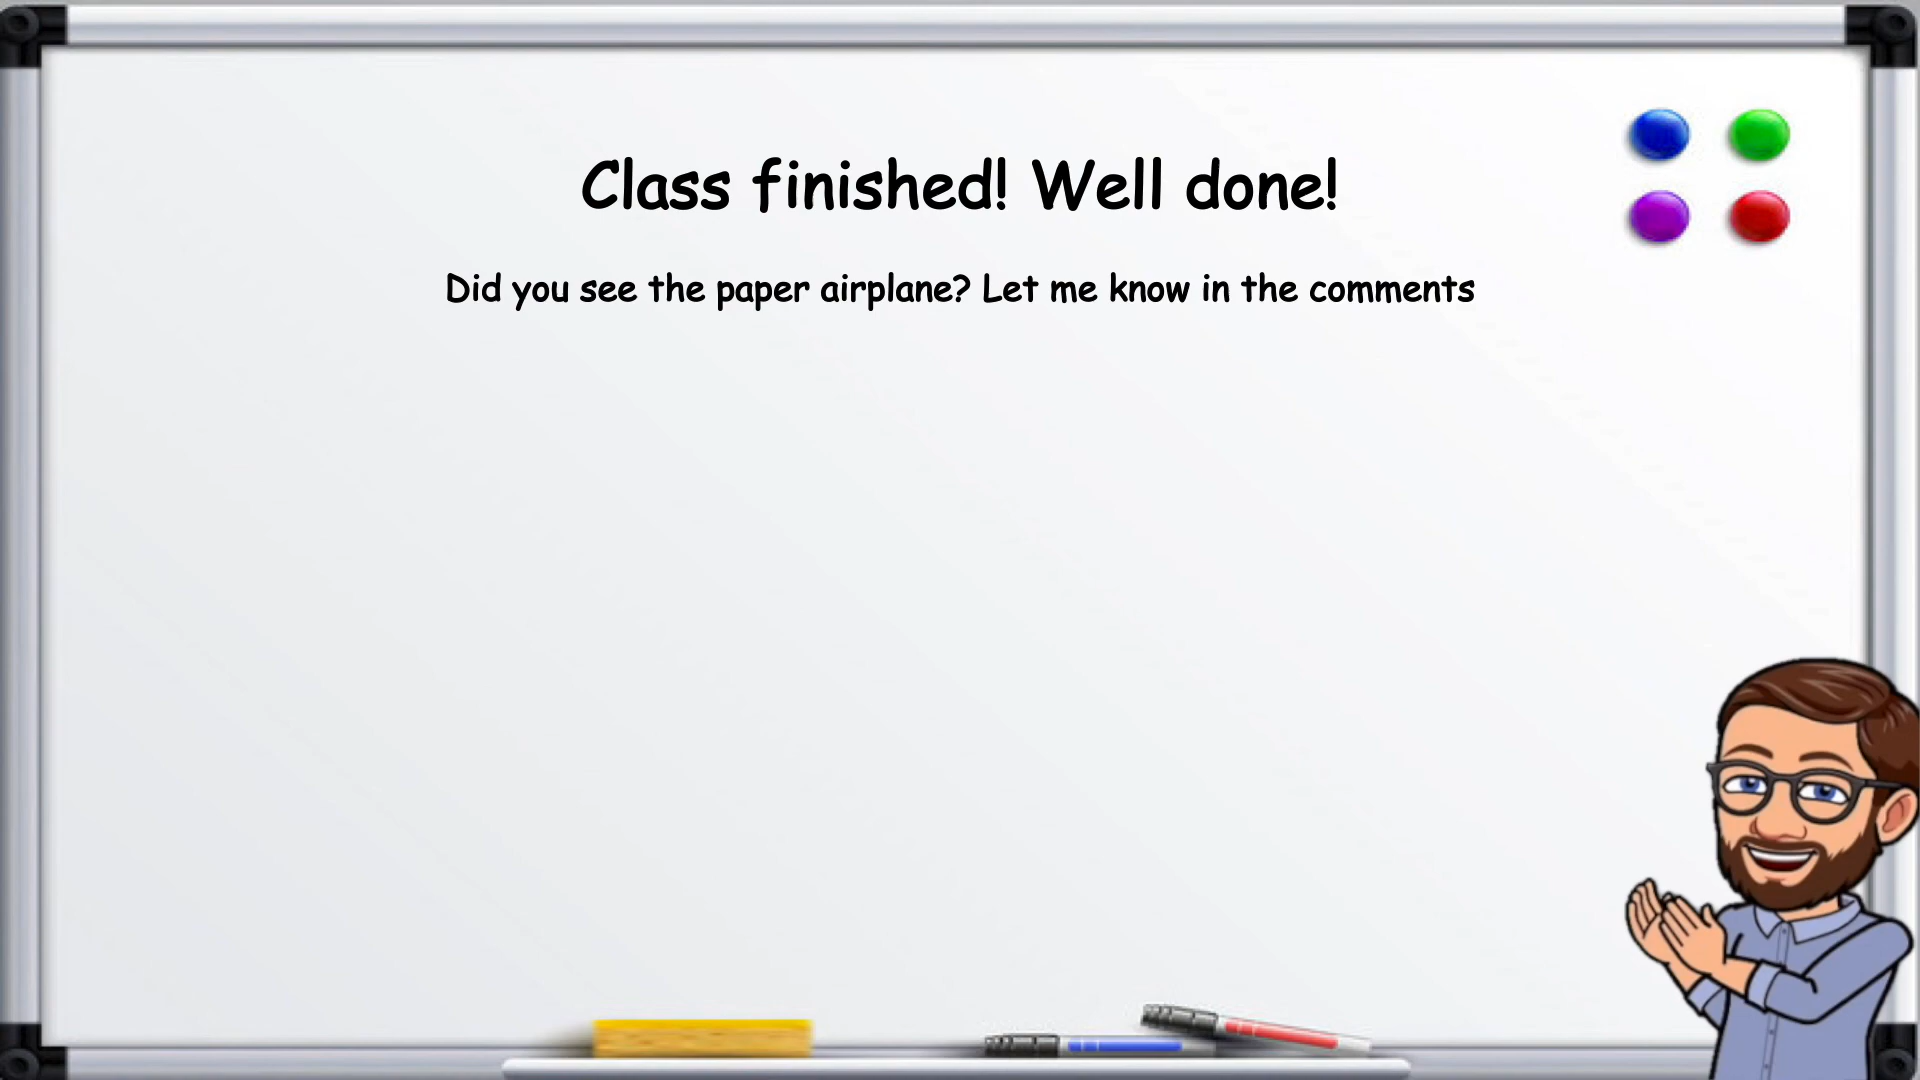 Class finished! Well done!
Did you see the paper airplane? Let me know in the comments